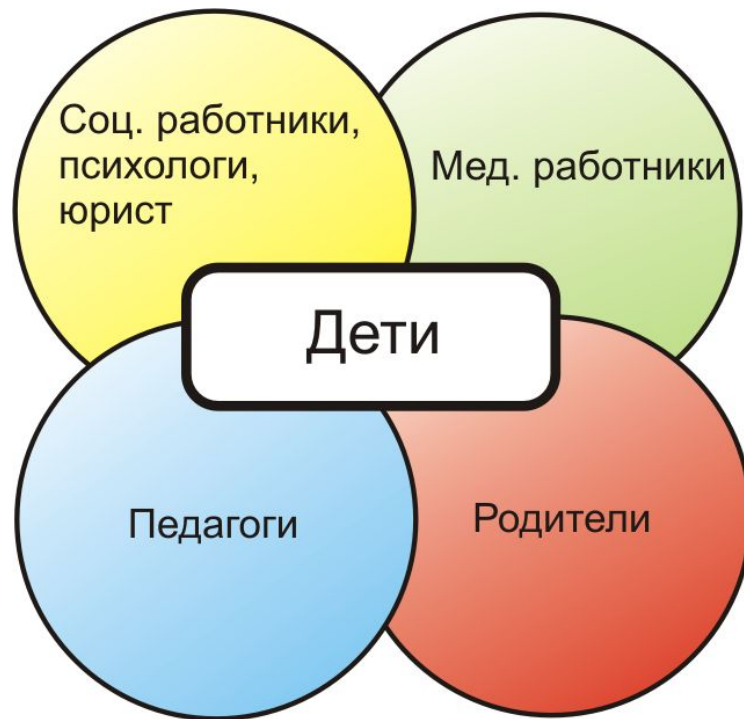 Соц. работники,
психологи,
юрист
Мед. работники
Дети
Педагоги
Родители